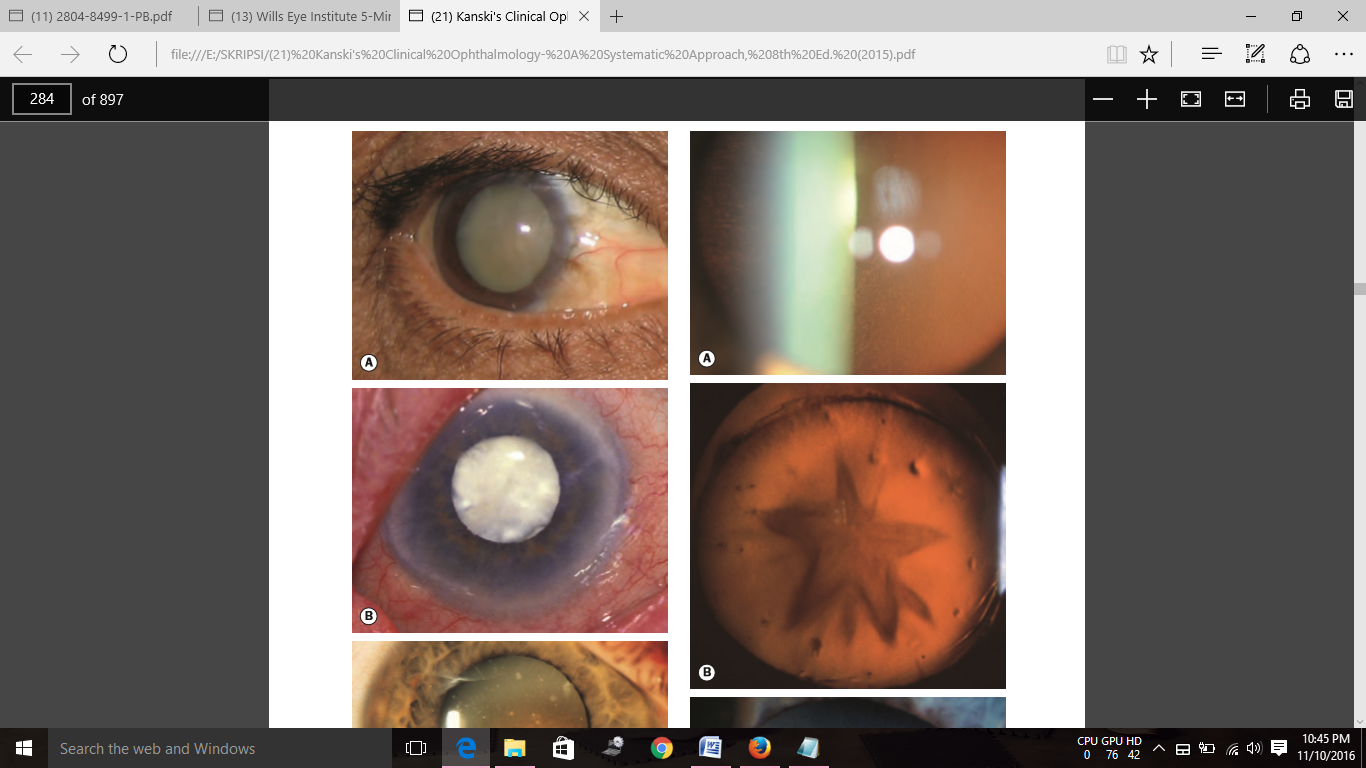 (11) 2804-8499-1-PB.pdf
(13) Wills Eye Institute 5-Min
(21) Kanski's Clinical Opl
file:///E:/SKRIPSI/(21)%20Kanski's%20Clinical%20Ophthalmology-%20A%20Systematic%20Approach,%208th%20Ed.%20(2015).pdf
284 of 897
A
A
B
B
Search the web and Windows
CPU GPU HD
0 76 42
10:45 PM
11/10/2016